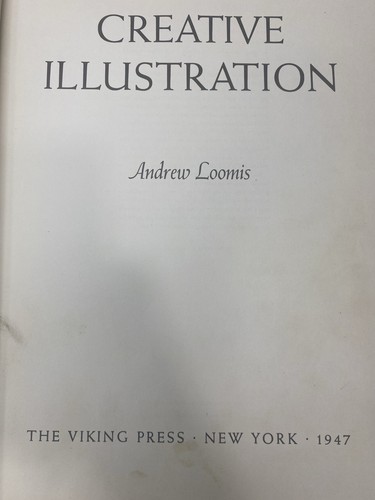 CREATIVE
ILLUSTRATION
Andrew Loomis
THE VIKING PRESS · NEW YORK · 1947